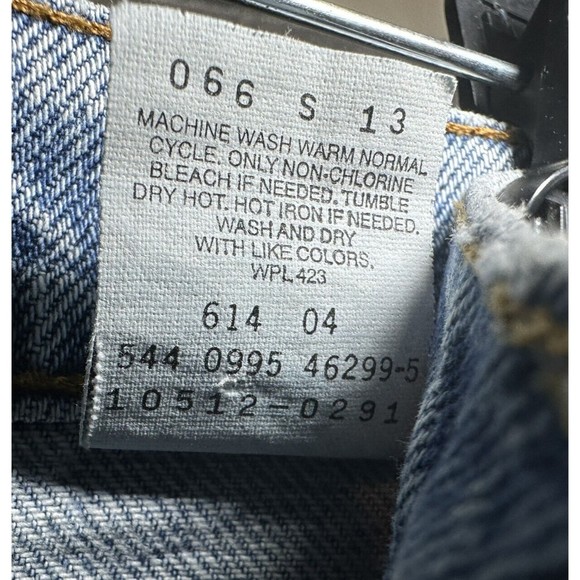 066 S 13
MACHINE WASH WARM NORMAL
CYCLE. ONLY NON-CHLORINE
BLEACH IF NEEDED. TUMBLE
DRY HOT. HOT IRON IF NEEDED.
WASH AND DRY
WITH LIKE COLORS.
WPL 423
614 04
544 0995 46299-5
10512-0291